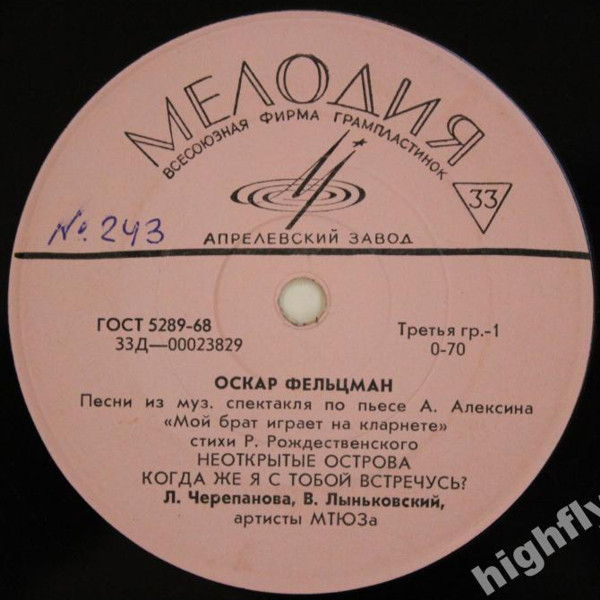 МЕЛОДИЯ
ВСЕСОЮЗНАЯ ФИРМА ГРАМПЛАСТИНОК
33
№ 243
АПРЕЛЕВСКИЙ ЗАВОД
ГОСТ 5289-68
Третья гр.-1
33Д—00023829
0-70
ОСКАР ФЕЛЬЦМАН
Песни из муз. спектакля по пьесе А. Алексина
«Мой брат играет на кларнете»
стихи Р. Рождественского
НЕОТКРЫТЫЕ ОСТРОВА
КОГДА ЖЕ Я С ТОБОЙ ВСТРЕЧУСЬ?
Л. Черепанова, В. Лыньковский,
артисты МТЮЗа
highfly